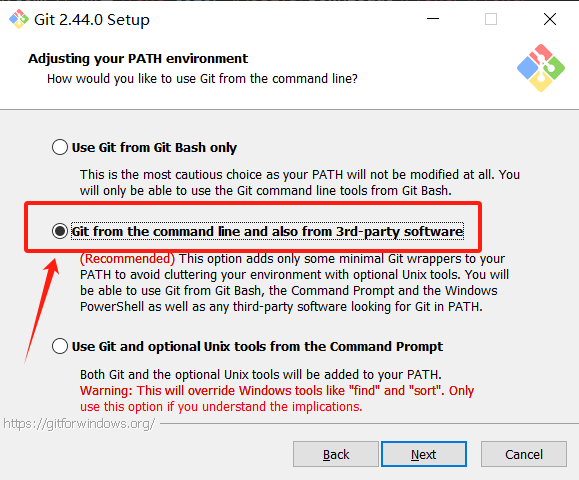 Git 2.44.0 Setup
Adjusting your PATH environment
How would you like to use Git from the command line?
Use Git from Git Bash only
This is the most cautious choice as your PATH will not be modified at all. You
will only be able to use the Git command line tools from Git Bash.
Git from the command line and also from 3rd-party software
(Recommended) This option adds only some minimal Git wrappers to your
PATH to avoid cluttering your environment with optional Unix tools. You will
be able to use Git from Git Bash, the Command Prompt and the Windows
PowerShell as well as any third-party software looking for Git in PATH.
Use Git and optional Unix tools from the Command Prompt
Both Git and the optional Unix tools will be added to your PATH.
Warning: This will override Windows tools like "find" and "sort". Only
use this option if you understand the implications.
https://gitforwindows.org/
Back Next Cancel